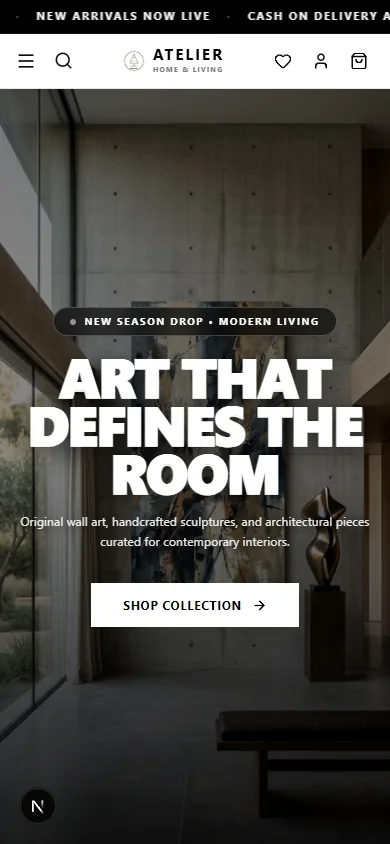 NEW ARRIVALS NOW LIVE • CASH ON DELIVERY A
ATELIER
HOME & LIVING
NEW SEASON DROP • MODERN LIVING
ART THAT
DEFINES THE
ROOM
Original wall art, handcrafted sculptures, and architectural pieces
curated for contemporary interiors.
SHOP COLLECTION →
N